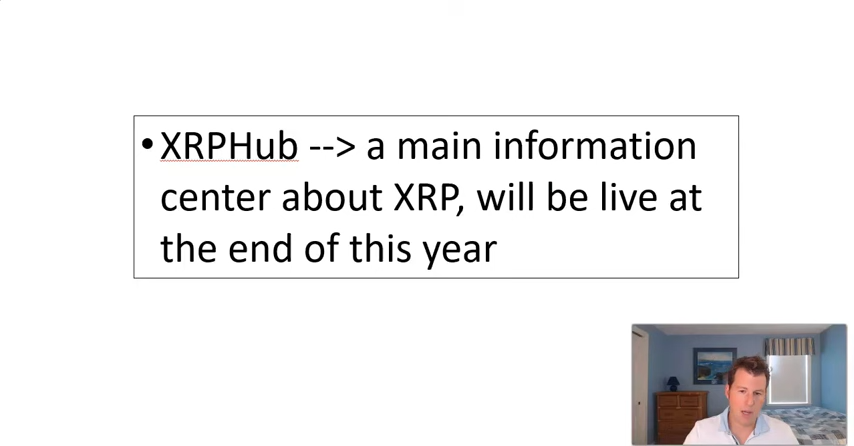 •XRPHub --> a main information
center about XRP, will be live at
the end of this year